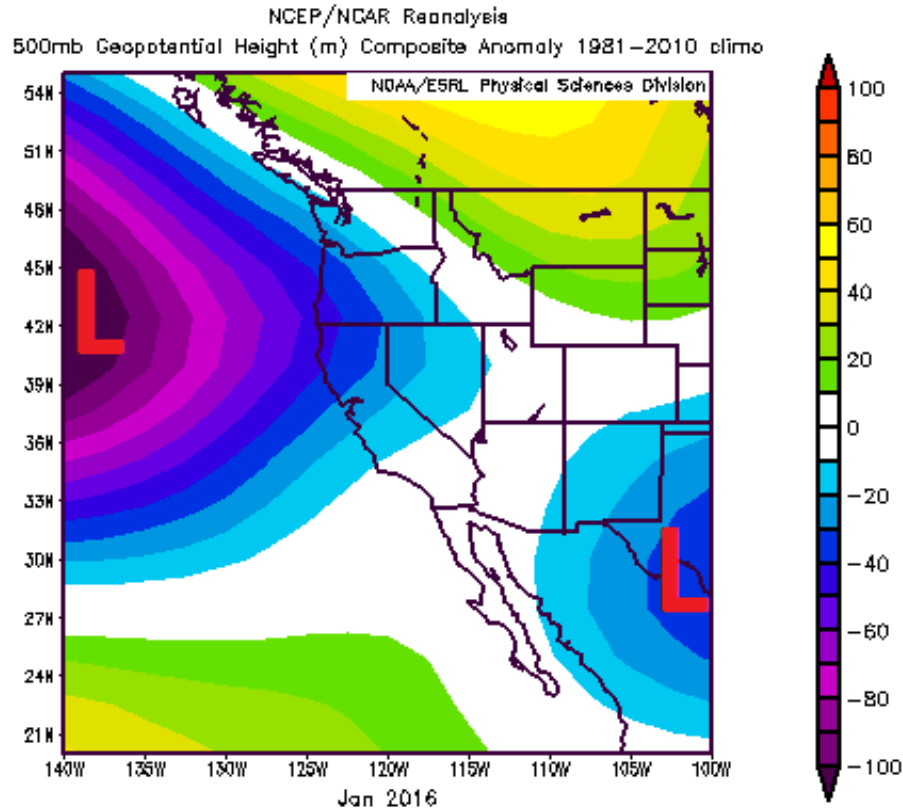 NCEP/NCAR Reanalysis
500mb Geopotential Height (m) Composite Anomaly 1981-2010 climo
NOAA/ESRL Physical Sciences Division
54N
51N
48N
45N
42N
39N
36N
33N
30N
27N
24N
21N
L
L
140W 135W 130W 125W 120W 115W 110W 105W 100W
Jan 2016
100
80
60
40
20
0
-20
-40
-60
-80
-100